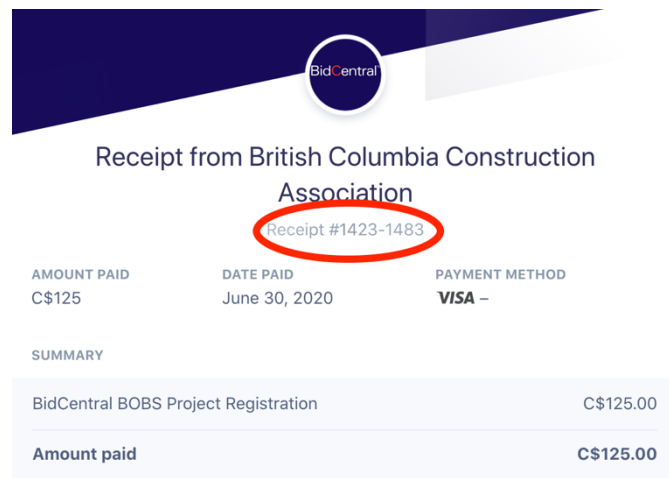 BidCentral
Receipt from British Columbia Construction
Association
Receipt #1423-1483
AMOUNT PAID DATE PAID PAYMENT METHOD
C$125 June 30, 2020 VISA –
SUMMARY
BidCentral BOBS Project Registration C$125.00
Amount paid C$125.00